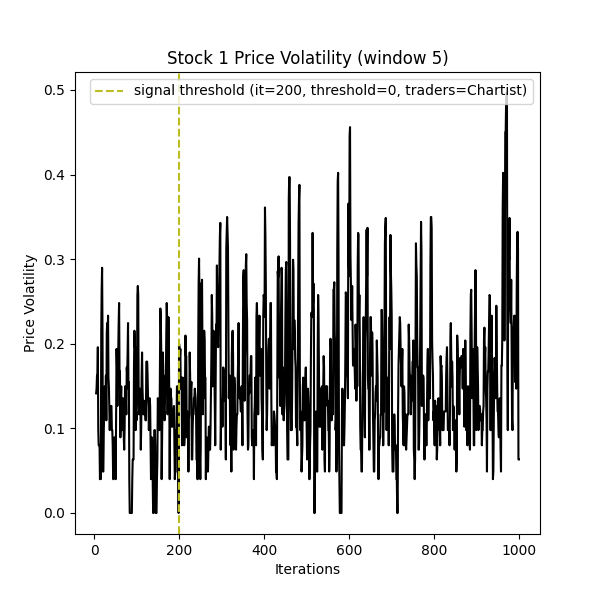 Stock 1 Price Volatility (window 5)
signal threshold (it=200, threshold=0, traders=Chartist)
Price Volatility
0.5
0.4
0.3
0.2
0.1
0.0
0 200 400 600 800 1000
Iterations